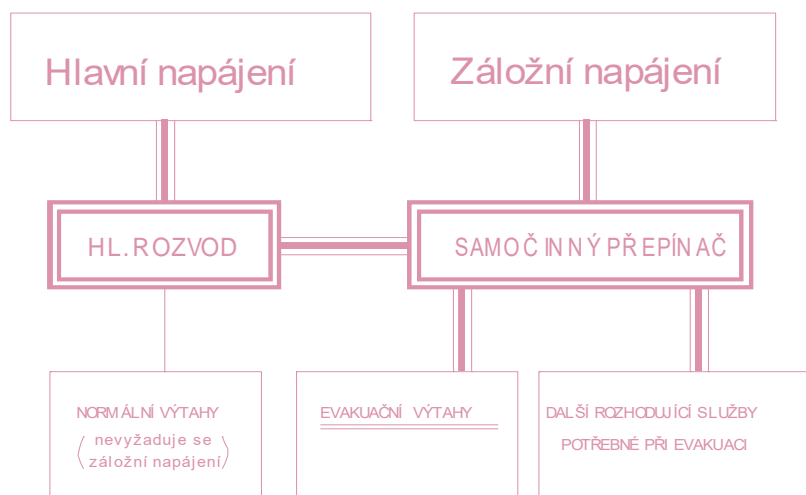 Hlavní napájení
Záložní napájení
HL.ROZVOD
SAMOČINNÝ PŘEPÍNAČ
NORMÁLNÍ VÝTAHY
(nevyžaduje se
záložní napájení)
EVAKUAČNÍ VÝTAHY
DALŠÍ ROZHODUJÍCÍ SLUŽBY
POTŘEBNÉ PŘI EVAKUACI